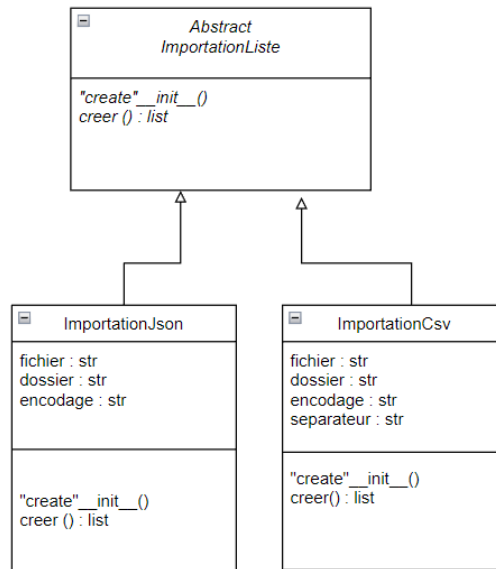 Abstract
ImportationListe
"create"__init__()
creer () : list
ImportationJson
fichier : str
dossier : str
encodage : str
"create"__init__()
creer () : list
ImportationCsv
fichier : str
dossier : str
encodage : str
separateur : str
"create"__init__()
creer() : list